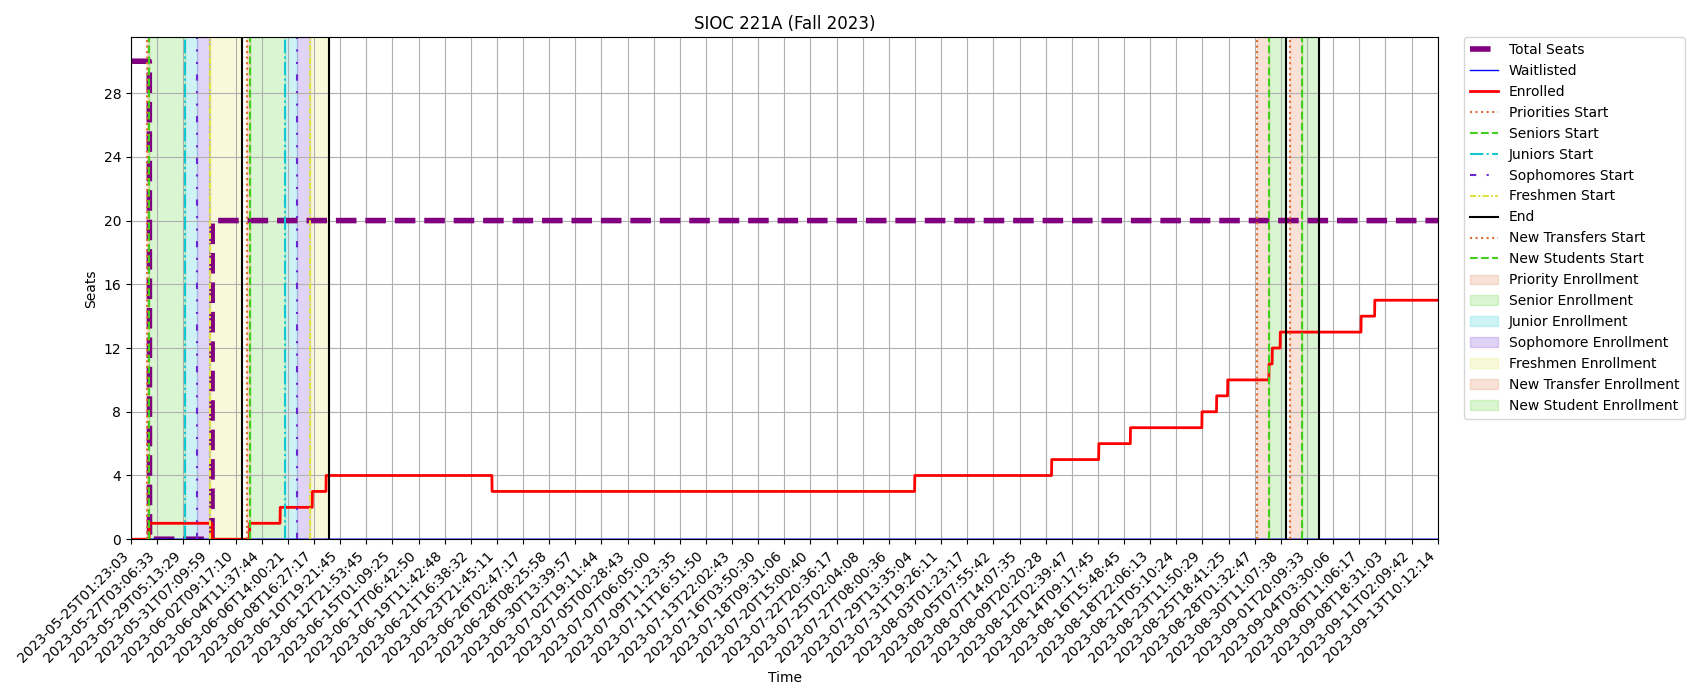 SIOC 221A (Fall 2023)
Seats
28
24
20
16
12
8
4
0
2023-05-25T01:23:03
2023-05-27T03:06:33
2023-05-29T05:13:29
2023-05-31T07:09:59
2023-06-02T09:17:10
2023-06-04T11:37:44
2023-06-06T14:00:21
2023-06-08T16:27:17
2023-06-10T19:21:45
2023-06-12T21:53:45
2023-06-15T01:09:25
2023-06-17T06:42:50
2023-06-19T11:42:48
2023-06-21T16:38:32
2023-06-23T21:45:11
2023-06-26T02:47:17
2023-06-28T08:25:58
2023-06-30T13:39:57
2023-07-02T19:11:44
2023-07-05T00:28:43
2023-07-07T06:05:00
2023-07-09T11:23:35
2023-07-11T16:51:50
2023-07-13T22:02:43
2023-07-16T03:50:30
2023-07-18T09:31:06
2023-07-20T15:00:40
2023-07-22T20:36:17
2023-07-25T02:04:08
2023-07-27T08:00:36
2023-07-29T13:35:04
2023-07-31T19:26:11
2023-08-03T01:23:17
2023-08-05T07:55:42
2023-08-07T14:07:35
2023-08-09T20:20:28
2023-08-12T02:39:47
2023-08-14T09:17:45
2023-08-16T15:48:45
2023-08-18T22:06:13
2023-08-21T05:10:24
2023-08-23T11:50:29
2023-08-25T18:41:25
2023-08-28T01:32:47
2023-08-30T11:07:38
2023-09-01T20:09:33
2023-09-04T03:30:06
2023-09-06T11:06:17
2023-09-08T18:31:03
2023-09-11T02:09:42
2023-09-13T10:12:14
Time
Total Seats
Waitlisted
Enrolled
Priorities Start
Seniors Start
Juniors Start
Sophomores Start
Freshmen Start
End
New Transfers Start
New Students Start
Priority Enrollment
Senior Enrollment
Junior Enrollment
Sophomore Enrollment
Freshmen Enrollment
New Transfer Enrollment
New Student Enrollment